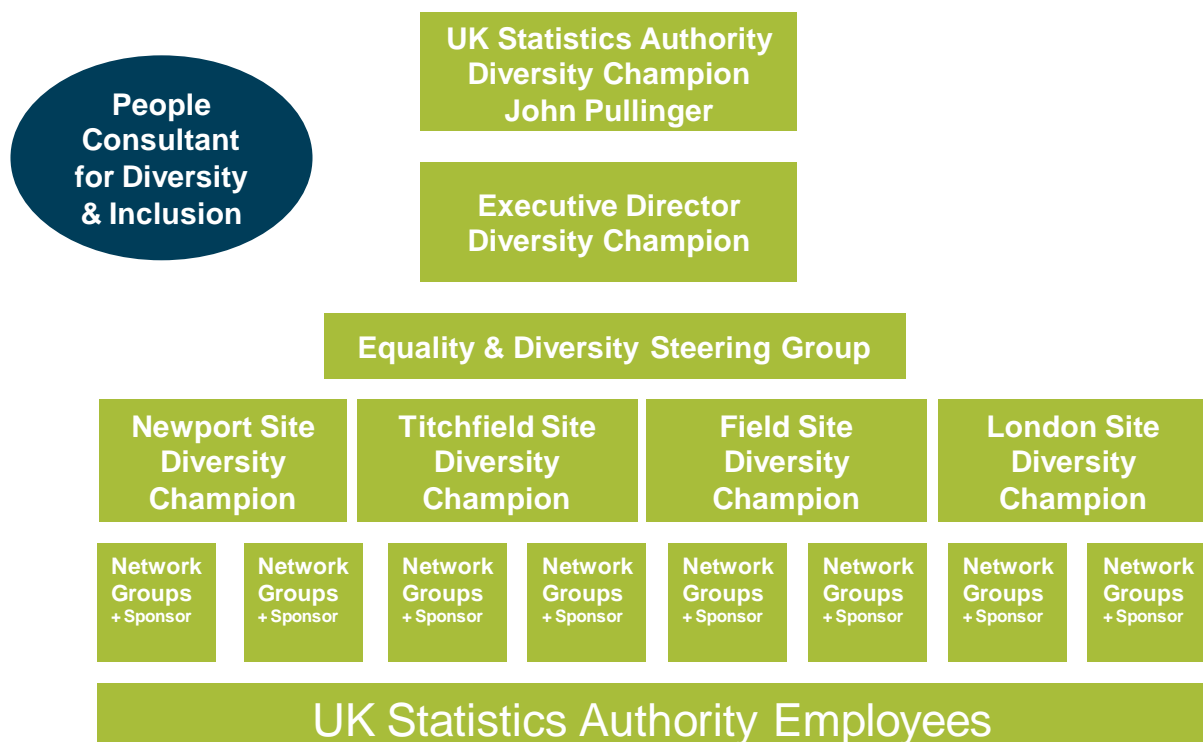 UK Statistics Authority
Diversity Champion
John Pullinger
People
Consultant
for Diversity
& Inclusion
Executive Director
Diversity Champion
Equality & Diversity Steering Group
Newport Site
Diversity
Champion
Titchfield Site
Diversity
Champion
Field Site
Diversity
Champion
London Site
Diversity
Champion
Network
Groups
+ Sponsor
Network
Groups
+ Sponsor
Network
Groups
+ Sponsor
Network
Groups
+ Sponsor
Network
Groups
+ Sponsor
Network
Groups
+ Sponsor
Network
Groups
+ Sponsor
Network
Groups
+ Sponsor
UK Statistics Authority Employees